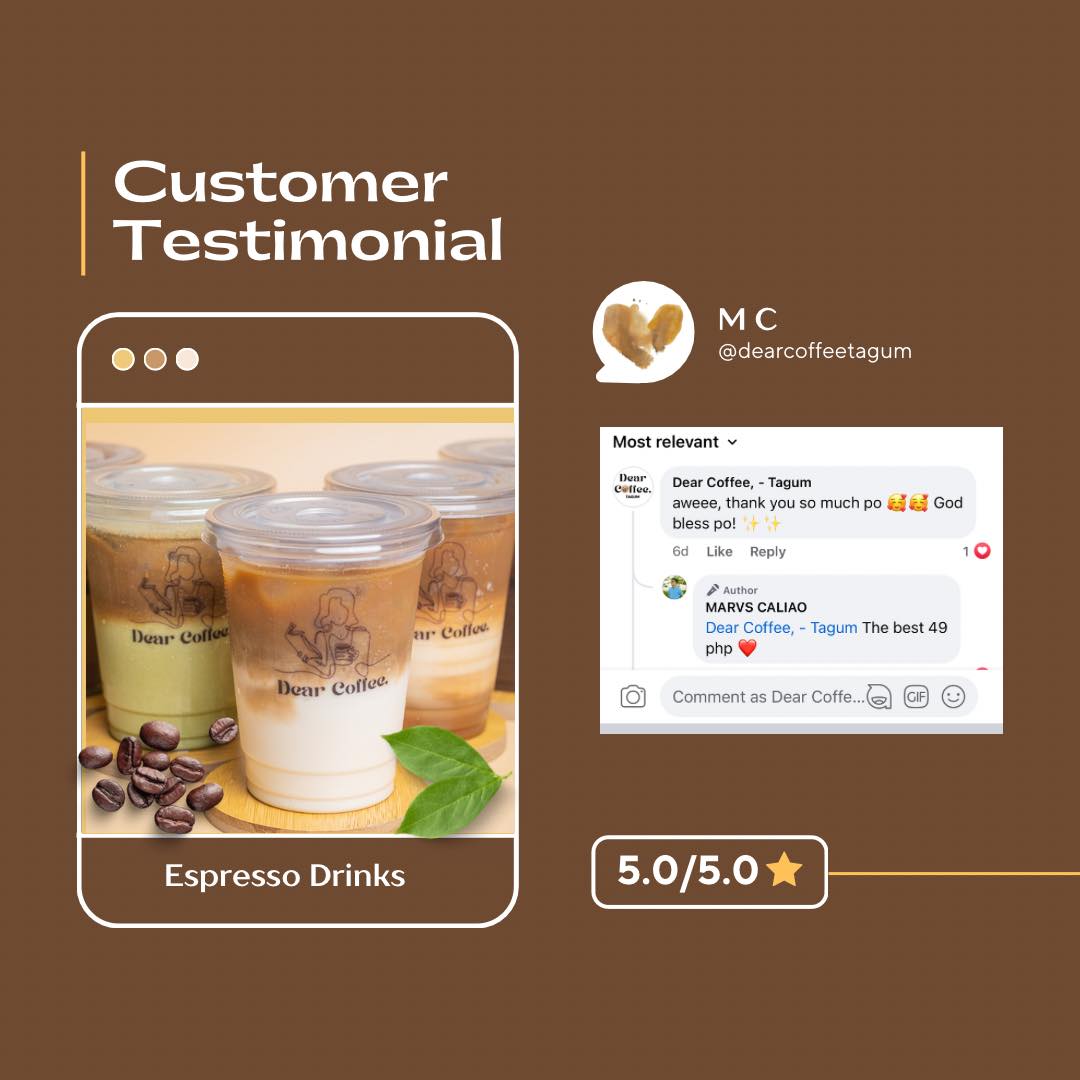 Customer
Testimonial
M C
@dearcoffeetagum
Most relevant
Dear
Coffee.
TAGUM
Dear Coffee, - Tagum
aweee, thank you so much po 🥰🥰 God
bless po! ✨✨
6d Like Reply 1
Author
MARVS CALIAO
Dear Coffee, - Tagum The best 49
php ❤️
Comment as Dear Coffe...
GIF
Dear Coffee.
Dear Coffee.
ar Coffee.
Espresso Drinks
5.0/5.0